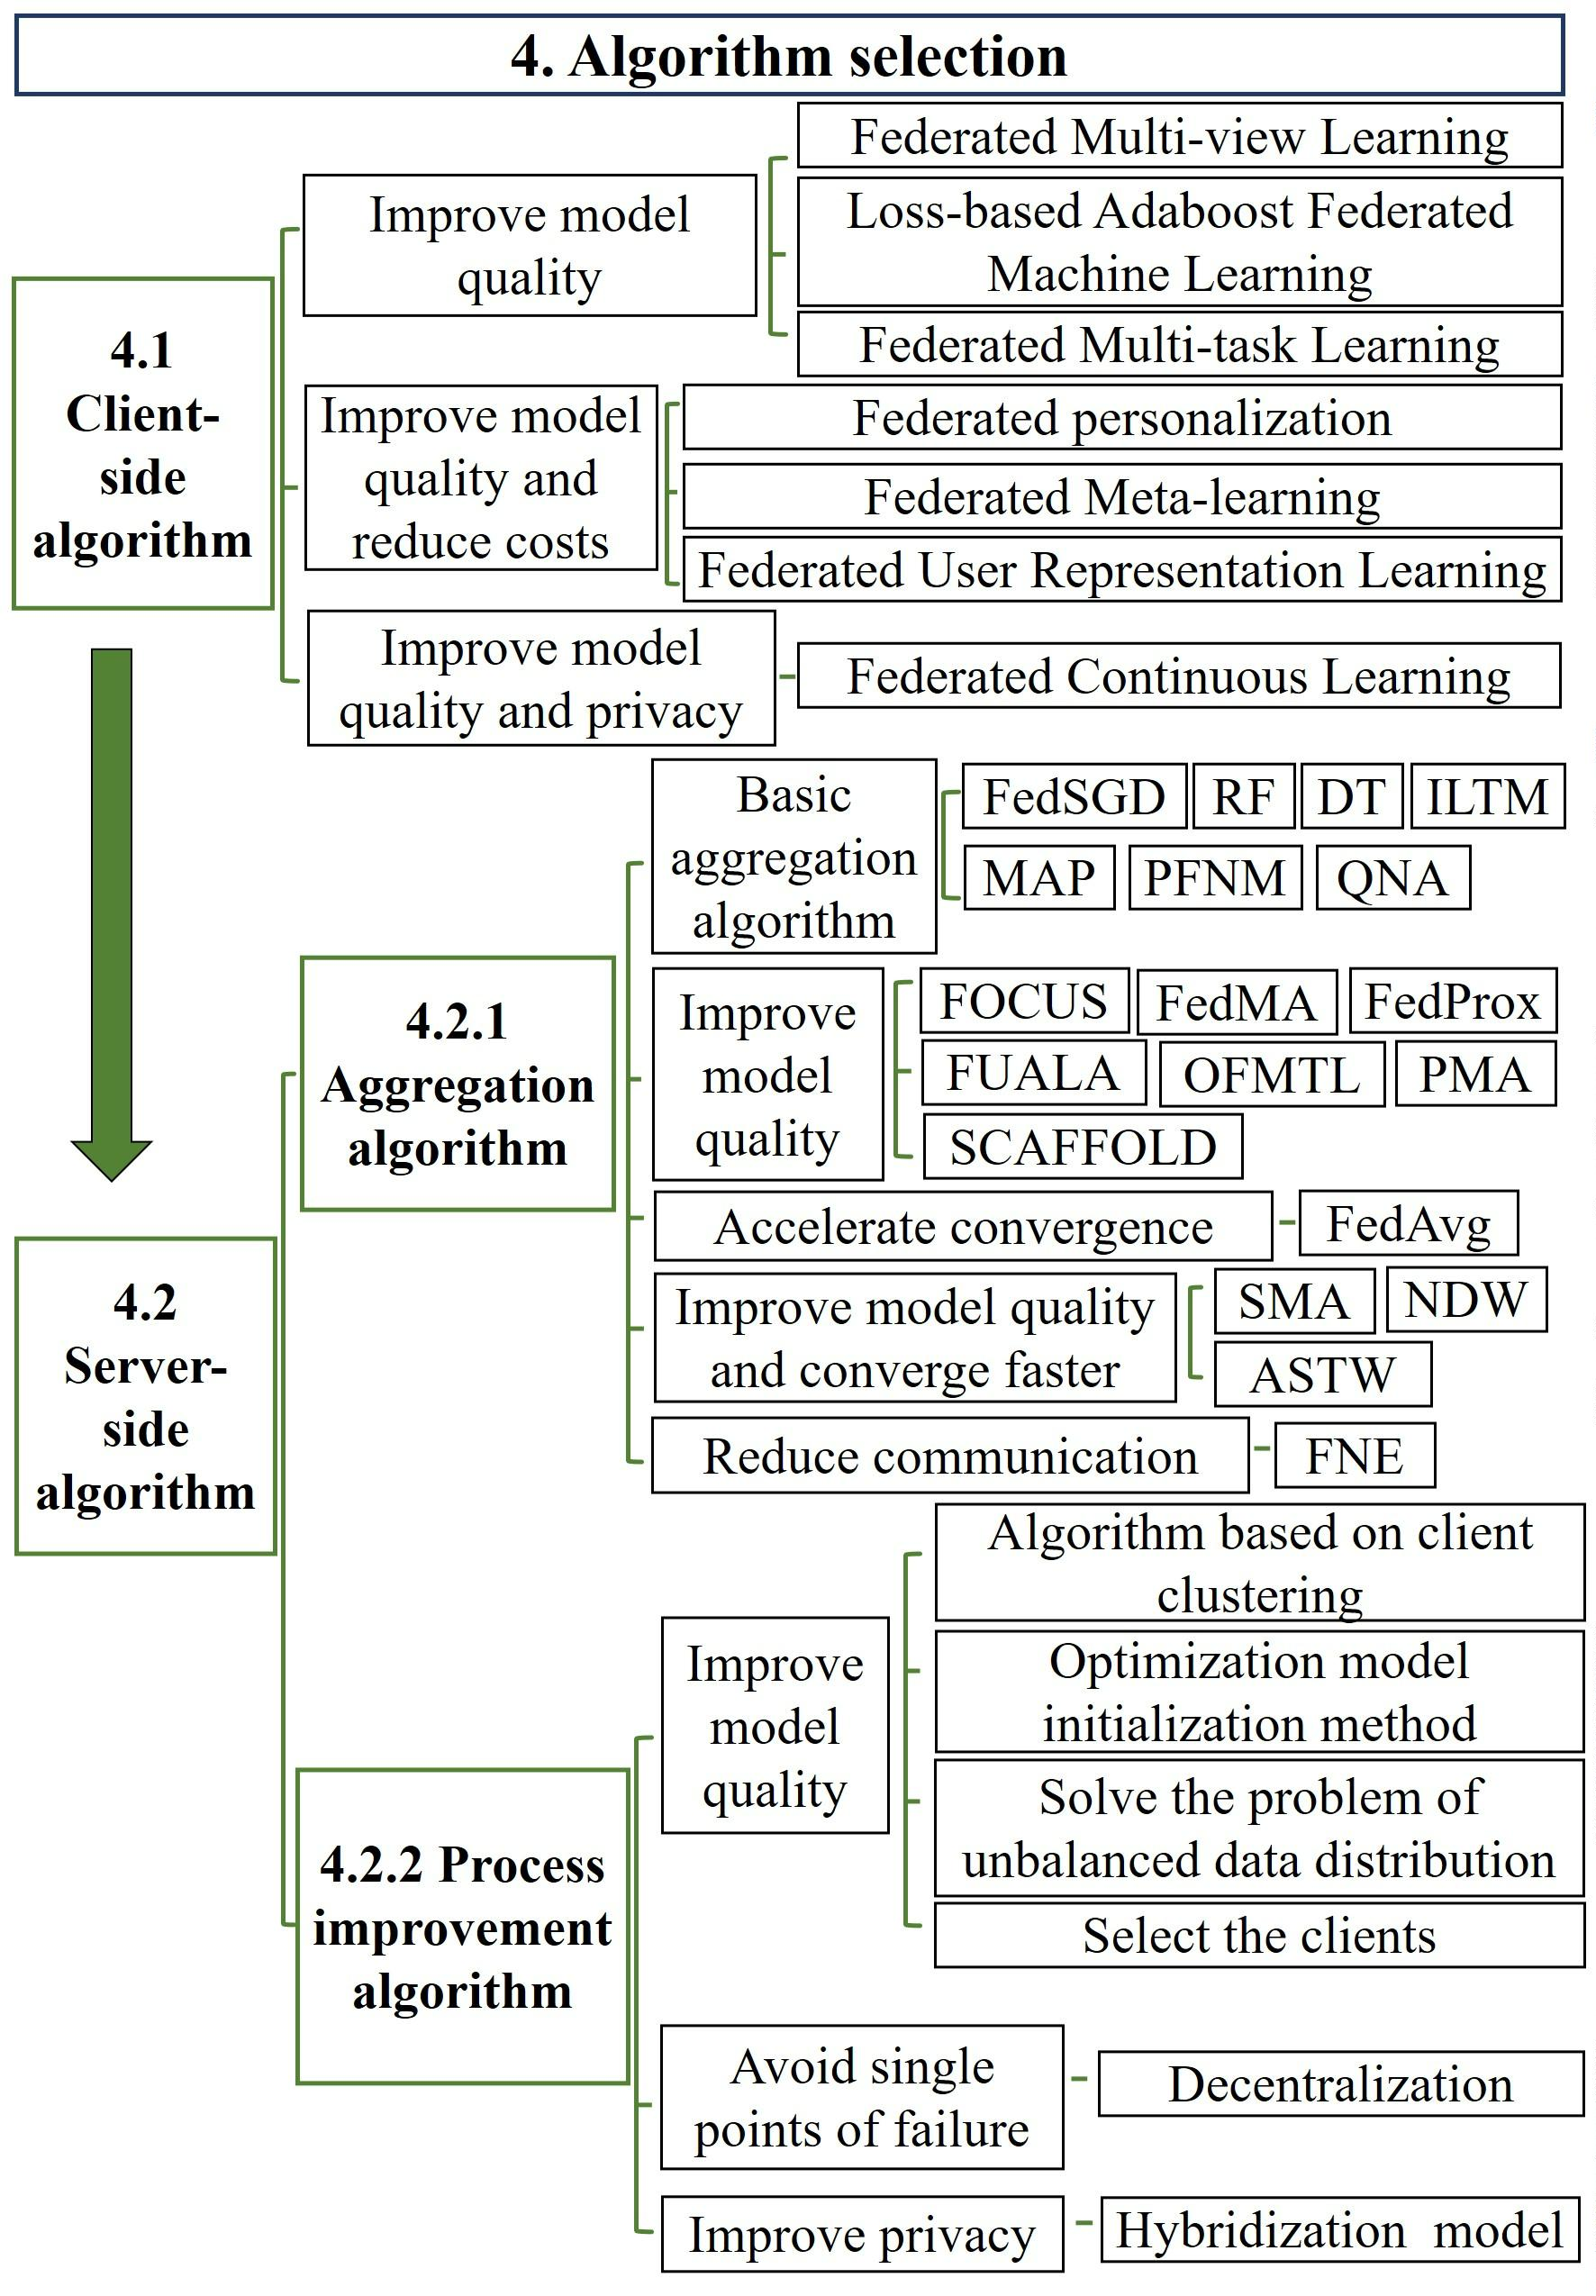 4. Algorithm selection
4.1
Client-
side
algorithm
Improve model
quality
Federated Multi-view Learning
Loss-based Adaboost Federated
Machine Learning
Federated Multi-task Learning
Improve model
quality and
reduce costs
Federated personalization
Federated Meta-learning
Federated User Representation Learning
Improve model
quality and privacy
Federated Continuous Learning
4.2
Server-
side
algorithm
4.2.1
Aggregation
algorithm
Basic
aggregation
algorithm
FedSGD RF DT ILTM
MAP PFNM QNA
Improve
model
quality
FOCUS FedMA FedProx
FUALA OFMTL PMA
SCAFFOLD
Accelerate convergence
FedAvg
Improve model quality
and converge faster
SMA NDW
ASTW
Reduce communication
FNE
4.2.2 Process
improvement
algorithm
Improve
model
quality
Algorithm based on client
clustering
Optimization model
initialization method
Solve the problem of
unbalanced data distribution
Select the clients
Avoid single
points of failure
Decentralization
Improve privacy
Hybridization model